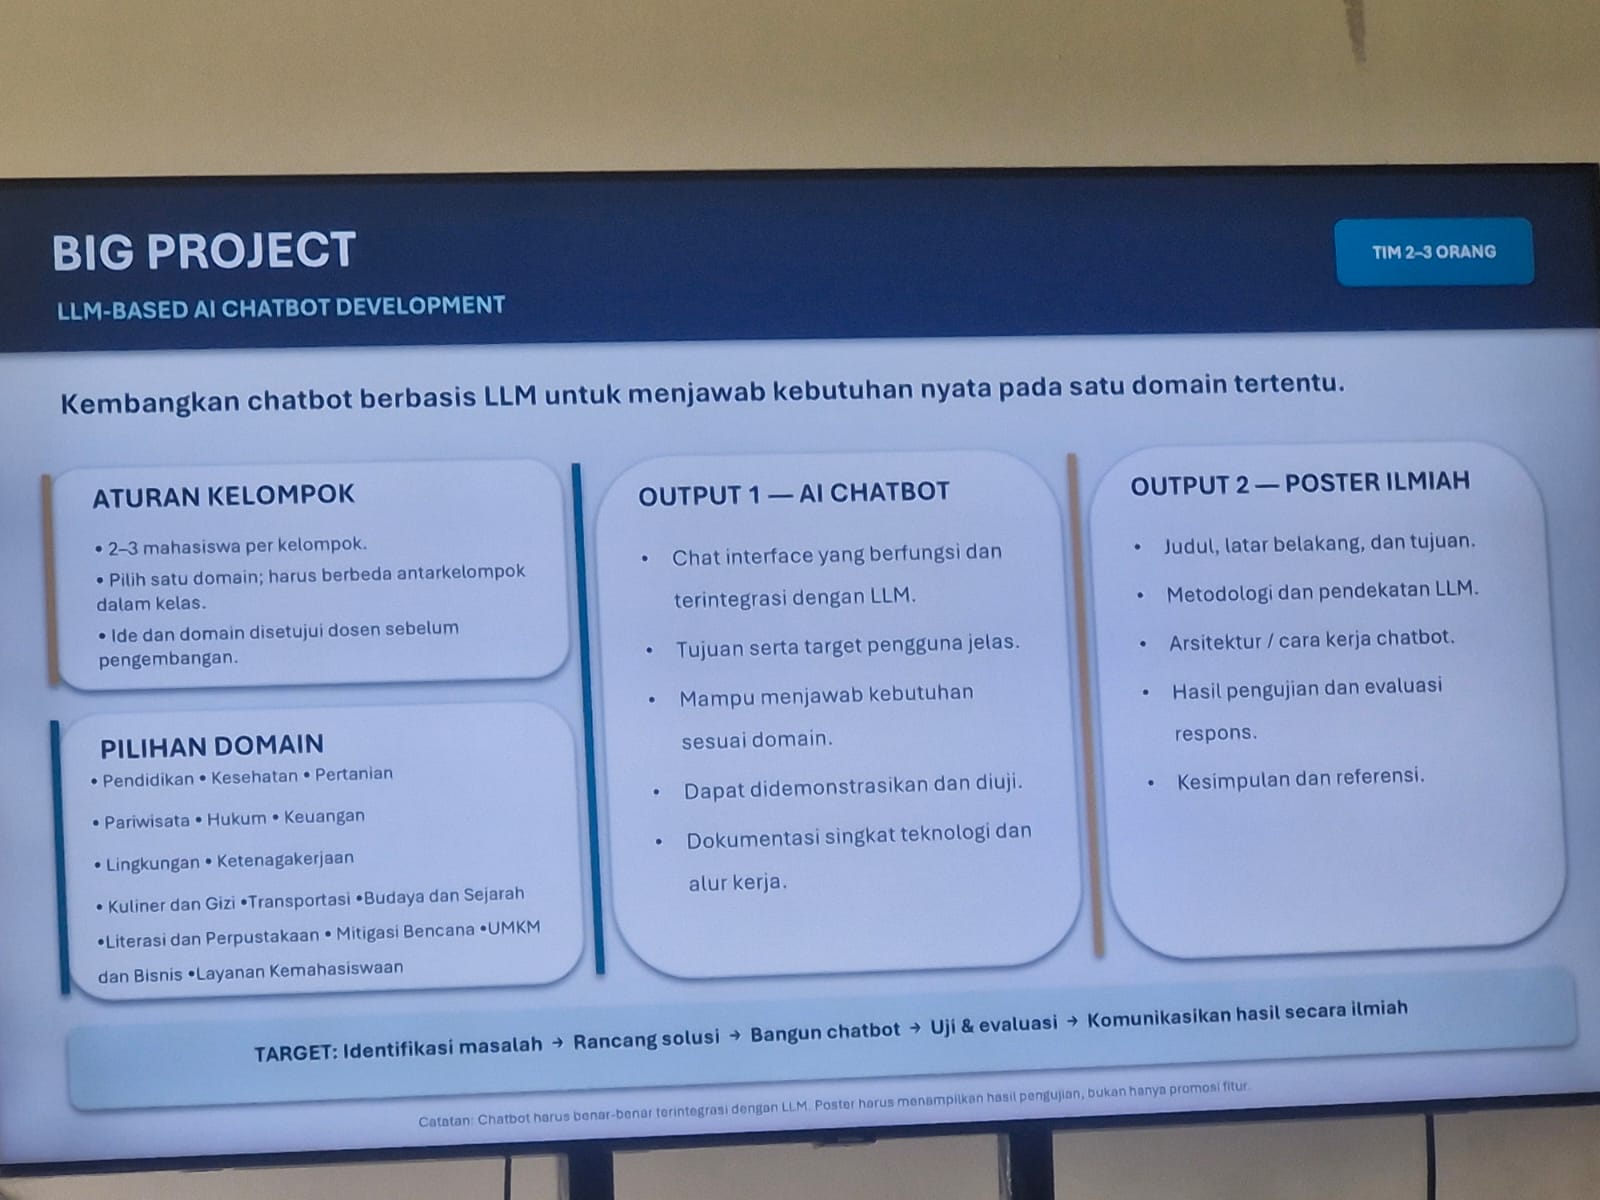 BIG PROJECT
LLM-BASED AI CHATBOT DEVELOPMENT
TIM 2–3 ORANG
Kembangkan chatbot berbasis LLM untuk menjawab kebutuhan nyata pada satu domain tertentu.
ATURAN KELOMPOK
• 2–3 mahasiswa per kelompok.
• Pilih satu domain; harus berbeda antarkelompok
dalam kelas.
• Ide dan domain disetujui dosen sebelum
pengembangan.
PILIHAN DOMAIN
• Pendidikan • Kesehatan • Pertanian
• Pariwisata • Hukum • Keuangan
• Lingkungan • Ketenagakerjaan
• Kuliner dan Gizi •Transportasi •Budaya dan Sejarah
•Literasi dan Perpustakaan • Mitigasi Bencana •UMKM
dan Bisnis •Layanan Kemahasiswaan
OUTPUT 1 — AI CHATBOT
• Chat interface yang berfungsi dan
terintegrasi dengan LLM.
• Tujuan serta target pengguna jelas.
• Mampu menjawab kebutuhan
sesuai domain.
• Dapat didemonstrasikan dan diuji.
• Dokumentasi singkat teknologi dan
alur kerja.
OUTPUT 2 — POSTER ILMIAH
• Judul, latar belakang, dan tujuan.
• Metodologi dan pendekatan LLM.
• Arsitektur / cara kerja chatbot.
• Hasil pengujian dan evaluasi
respons.
• Kesimpulan dan referensi.
TARGET: Identifikasi masalah → Rancang solusi → Bangun chatbot → Uji & evaluasi → Komunikasikan hasil secara ilmiah
Catatan: Chatbot harus benar-benar terintegrasi dengan LLM. Poster harus menampilkan hasil pengujian, bukan hanya promosi fitur.